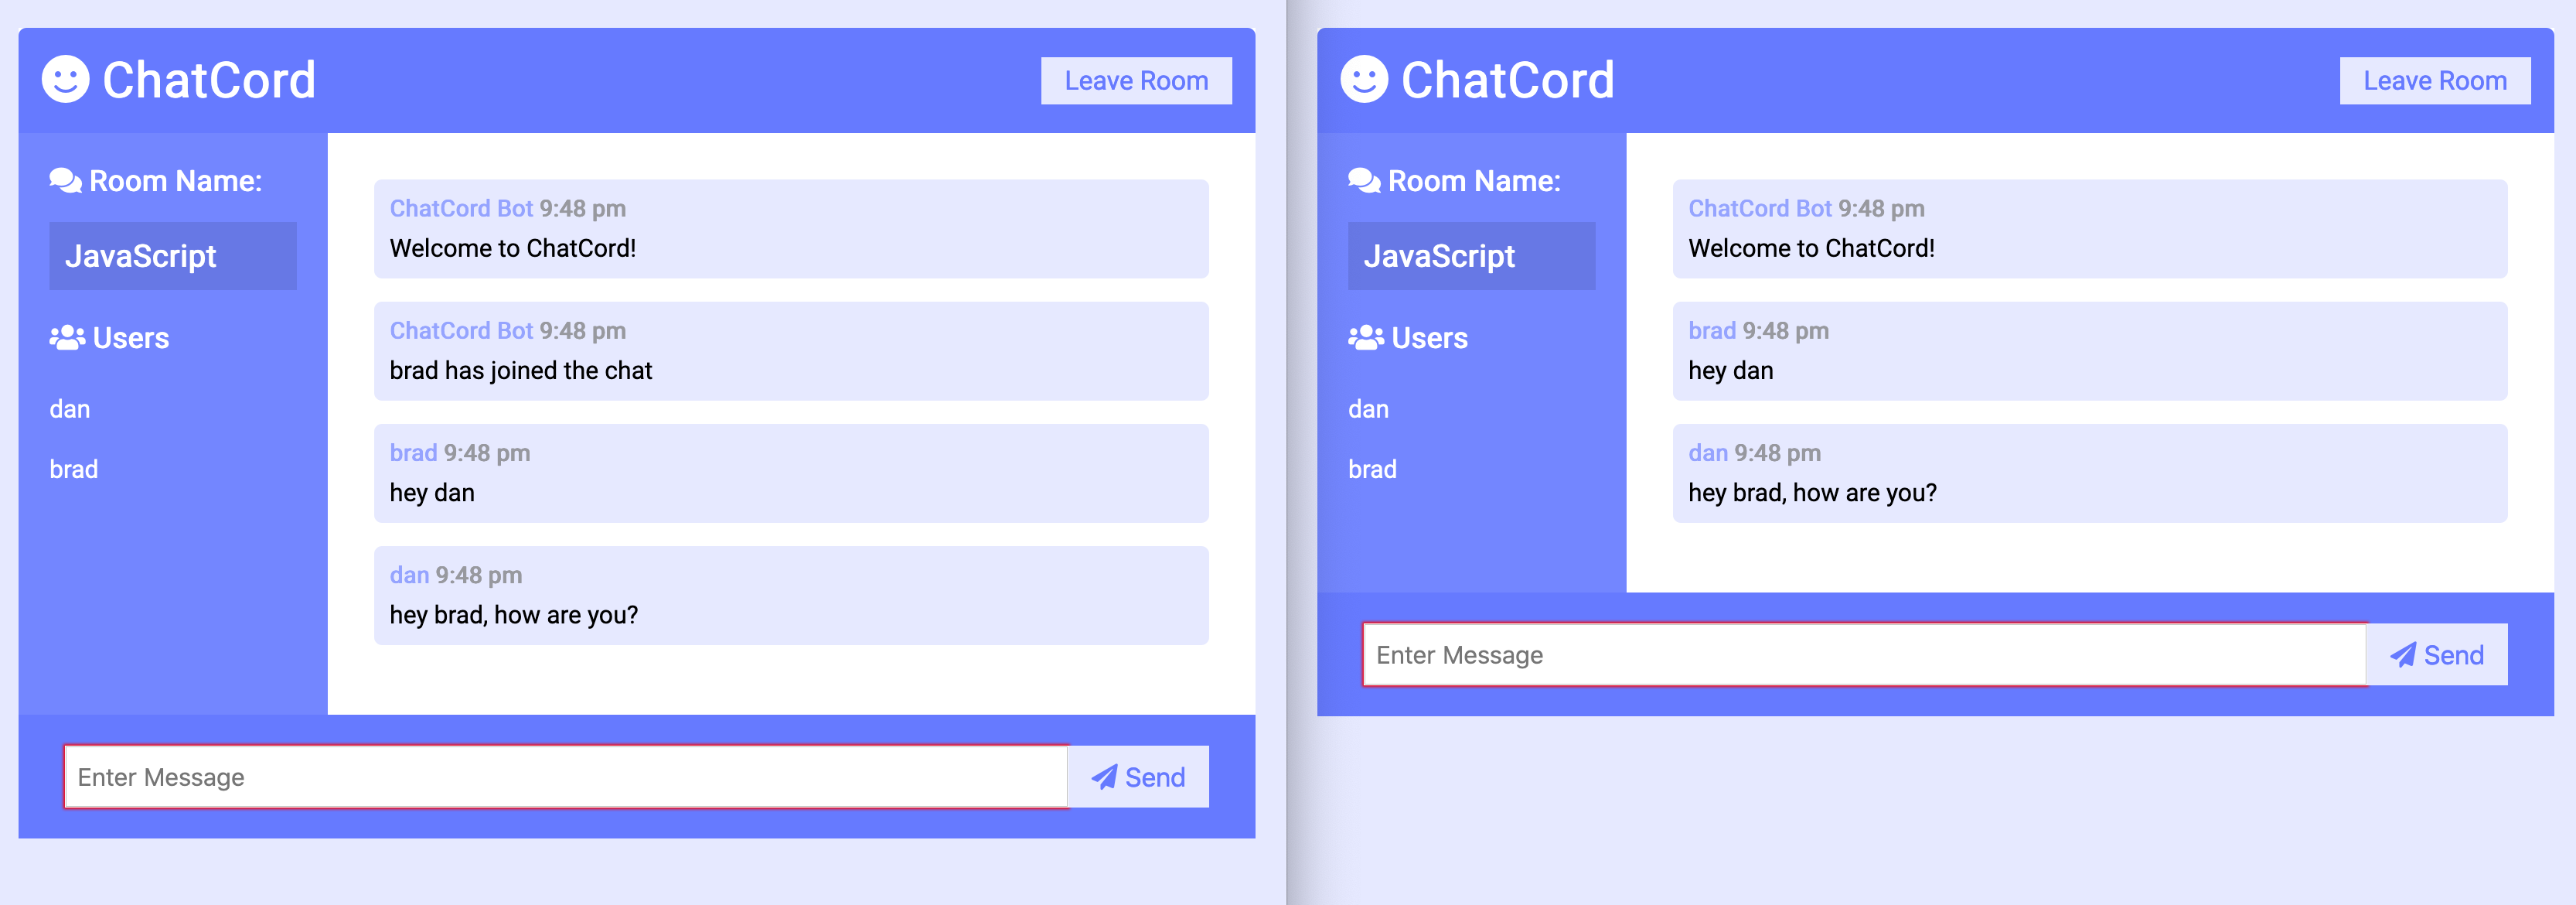 ChatCord
Leave Room
Room Name:
JavaScript
Users
dan
brad
ChatCord Bot 9:48 pm
Welcome to ChatCord!
ChatCord Bot 9:48 pm
brad has joined the chat
brad 9:48 pm
hey dan
dan 9:48 pm
hey brad, how are you?
Enter Message
Send
ChatCord
Leave Room
Room Name:
JavaScript
Users
dan
brad
ChatCord Bot 9:48 pm
Welcome to ChatCord!
brad 9:48 pm
hey dan
dan 9:48 pm
hey brad, how are you?
Enter Message
Send